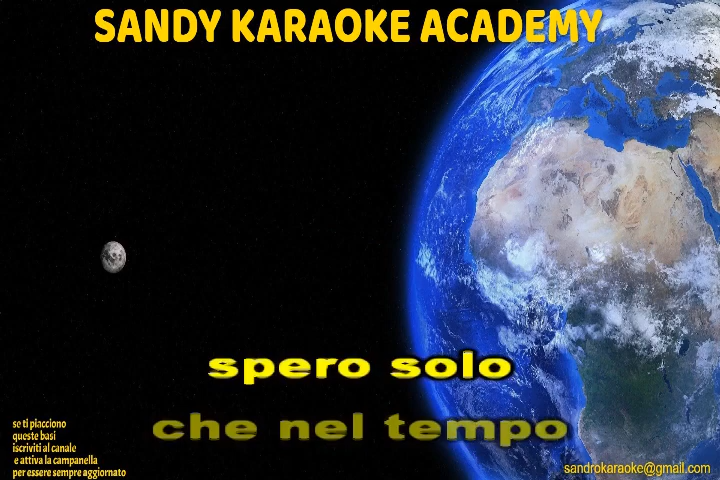 SANDY KARAOKE ACADEMY
spero solo
che nel tempo
se ti piacciono
queste basi
iscriviti al canale
e attiva la campanella
per essere sempre aggiornato
sandrokaraoke@gmail.com